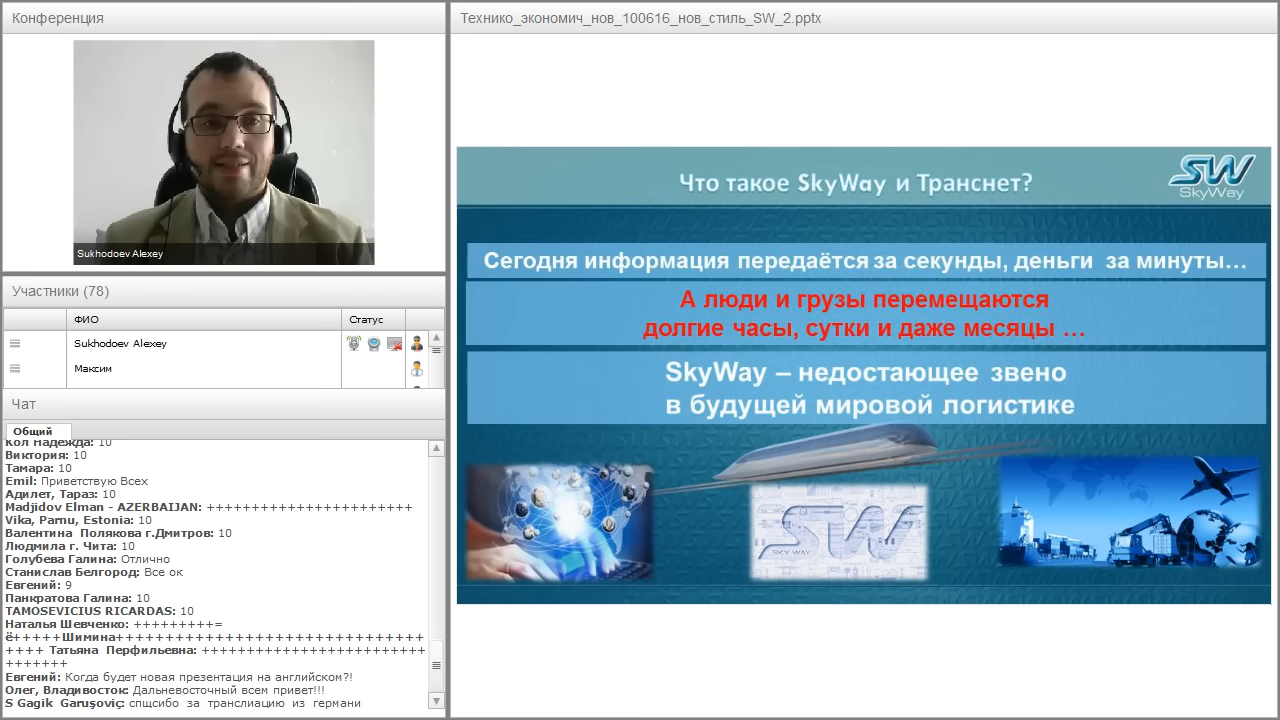 Конференция
Sukhodoev Alexey
Участники (78)
ФИО
Статус
Sukhodoev Alexey
Максим
Чат
Общий
Кол Надежда: 10
Виктория: 10
Тамара: 10
Emil: Приветствую Всех
Адилет, Тараз: 10
Madjidov Elman - AZERBAIJAN: +++++++++++++++++++++++
Vika, Parnu, Estonia: 10
Валентина Полякова г.Дмитров: 10
Людмила г. Чита: 10
Голубева Галина: Отлично
Станислав Белгород: Все ок
Евгений: 9
Панкратова Галина: 10
TAMOSEVICIUS RICARDAS: 10
Наталья Шевченко: +++++++++=
ё+++++Шимина+++++++++++++++++++++++++++++++
++++ Татьяна Перфильевна: +++++++++++++++++++++++++
+++++++
Евгений: Когда будет новая презентация на английском?!
Олег, Владивосток: Дальневосточный всем привет!!!
S Gagik Garuşoviç: спщсибо за транслиацию из германи
Технико_экономич_нов_100616_нов_стиль_SW_2.pptx
Что такое SkyWay и Транснет?
SW
SkyWay
Сегодня информация передаётся за секунды, деньги за минуты…
А люди и грузы перемещаются
долгие часы, сутки и даже месяцы …
SkyWay – недостающее звено
в будущей мировой логистике
SW
SKY WAY